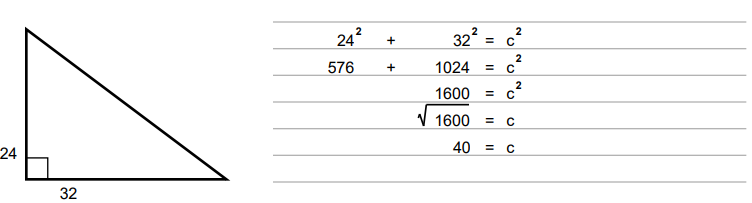 24² + 32² = c²
576 + 1024 = c²
1600 = c²
√1600 = c
40 = c
24
32